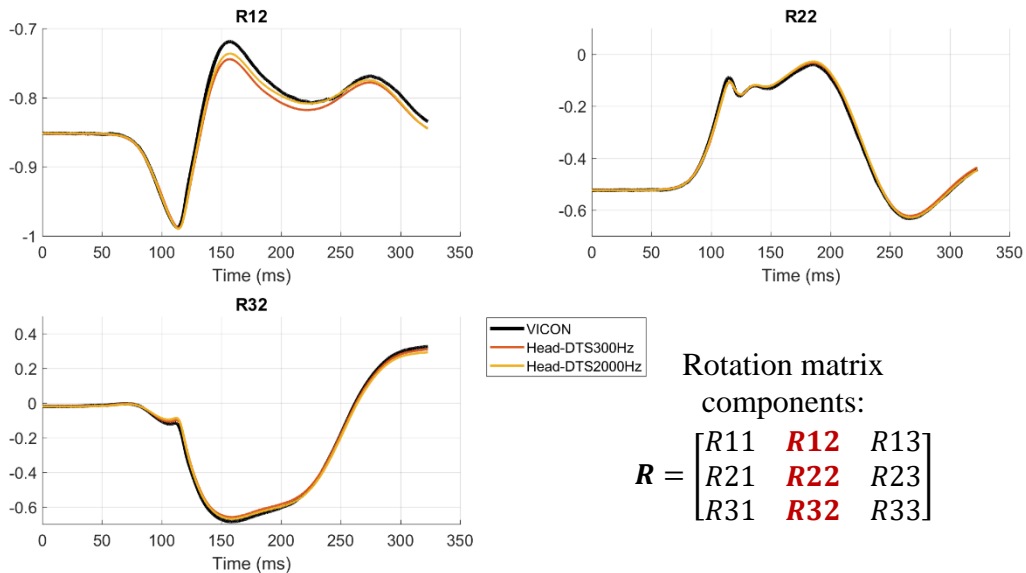 R12
-0.7
-0.8
-0.9
-1
0 50 100 150 200 250 300 350
Time (ms)
R22
0
-0.2
-0.4
-0.6
0 50 100 150 200 250 300 350
Time (ms)
R32
0.4
0.2
0
-0.2
-0.4
-0.6
0 50 100 150 200 250 300 350
Time (ms)
VICON
Head-DTS300Hz
Head-DTS2000Hz
Rotation matrix
components:
R11 R12 R13
R = R21 R22 R23
R31 R32 R33